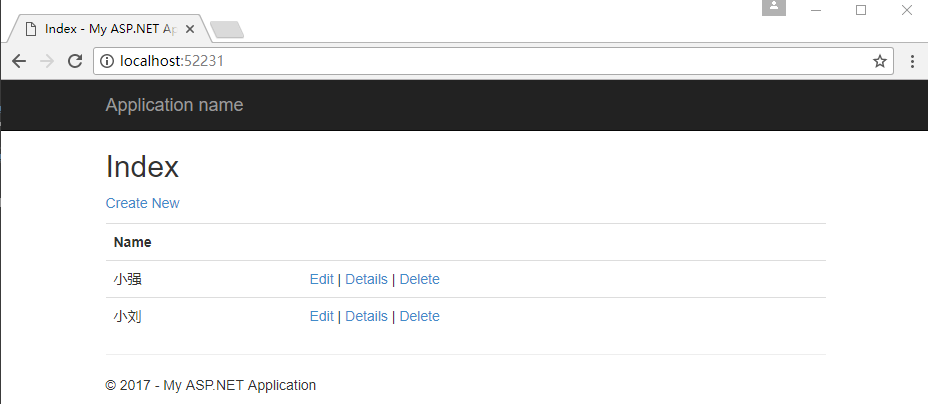 Index - My ASP.NET Ap
localhost:52231
Application name
Index
Create New
Name
小强 Edit | Details | Delete
小刘 Edit | Details | Delete
© 2017 - My ASP.NET Application